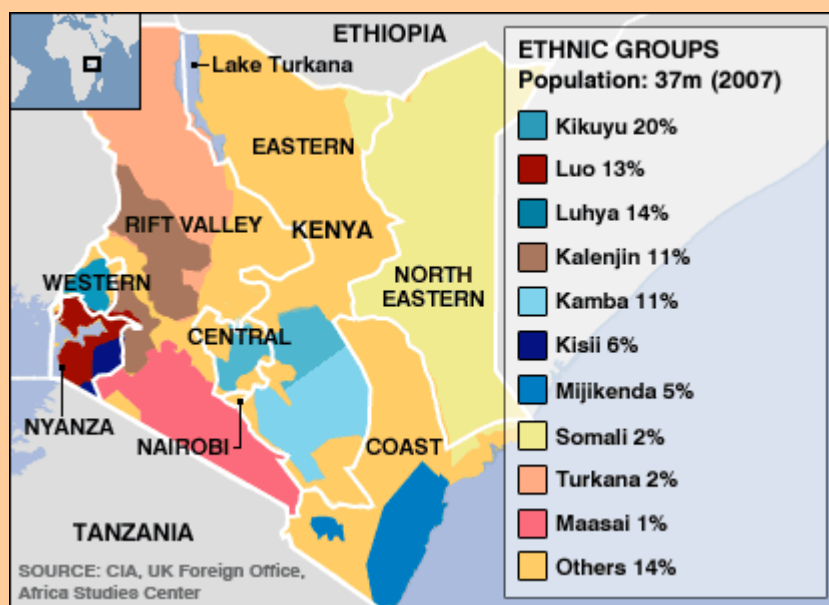 ETHIOPIA
Lake Turkana
EASTERN
RIFT VALLEY
KENYA
WESTERN
NORTH
EASTERN
CENTRAL
NYANZA
NAIROBI
COAST
TANZANIA
SOURCE: CIA, UK Foreign Office,
Africa Studies Center
ETHNIC GROUPS
Population: 37m (2007)
Kikuyu 20%
Luo 13%
Luhya 14%
Kalenjin 11%
Kamba 11%
Kisii 6%
Mijikenda 5%
Somali 2%
Turkana 2%
Maasai 1%
Others 14%